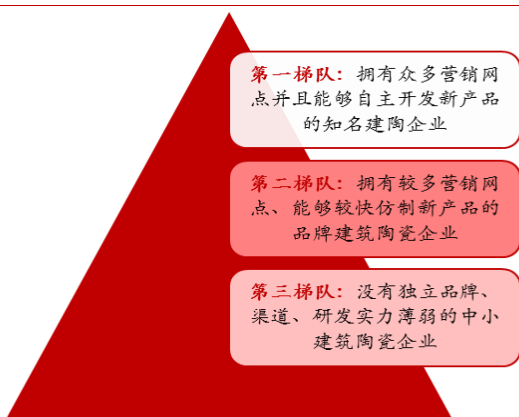 第一梯队：拥有众多营销网
点并且能够自主开发新产品
的知名建陶企业
第二梯队：拥有较多营销网
点、能够较快仿制新产品的
品牌建筑陶瓷企业
第三梯队：没有独立品牌、
渠道、研发实力薄弱的中小
建筑陶瓷企业